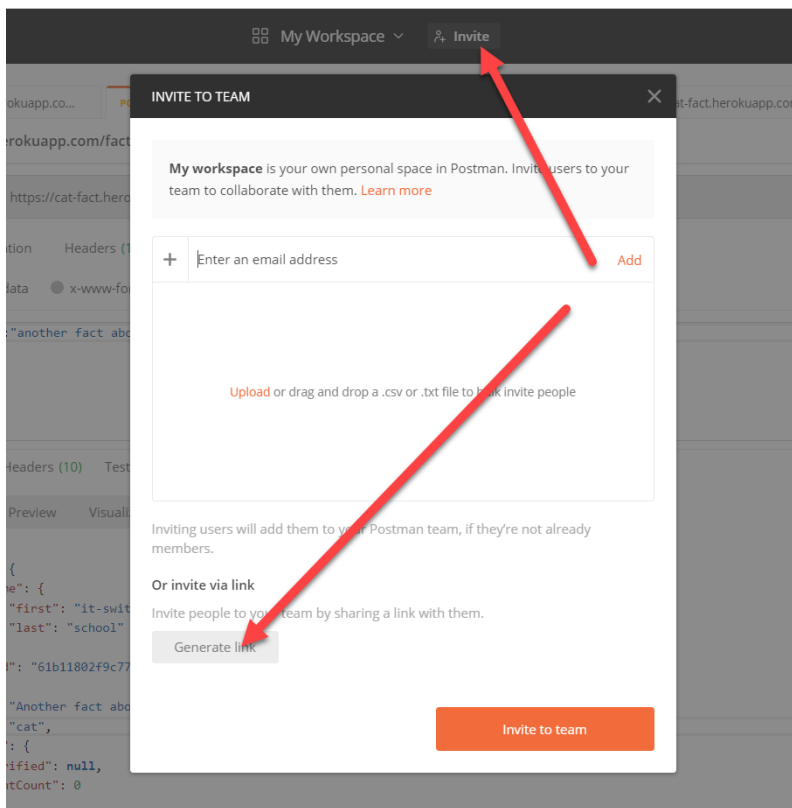 My Workspace
Invite
okuapp.co...
INVITE TO TEAM
at-fact.herokuapp.co
erokuapp.com/fact
My workspace is your own personal space in Postman. Invite users to your
team to collaborate with them. Learn more
https://cat-fact.hero
Headers (1
Enter an email address
Add
data
x-www-fo
:"another fact abo
Upload or drag and drop a .csv or .txt file to bulk invite people
Headers (10)
Test
Preview
Visuali
Inviting users will add them to your Postman team, if they're not already
members.
{
me": {
"first": "it-swit
"last": "school"
Or invite via link
Invite people to your team by sharing a link with them.
Generate link
": "61b11802f9c77
"Another fact abo
"cat",
": {
ified": null,
ntCount": 0
Invite to team